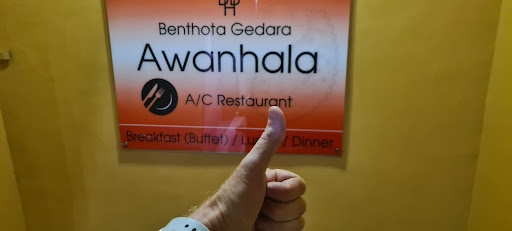 Benthota Gedara
Awanhala
A/C Restaurant
Breakfast (Buffet) / / Dinner